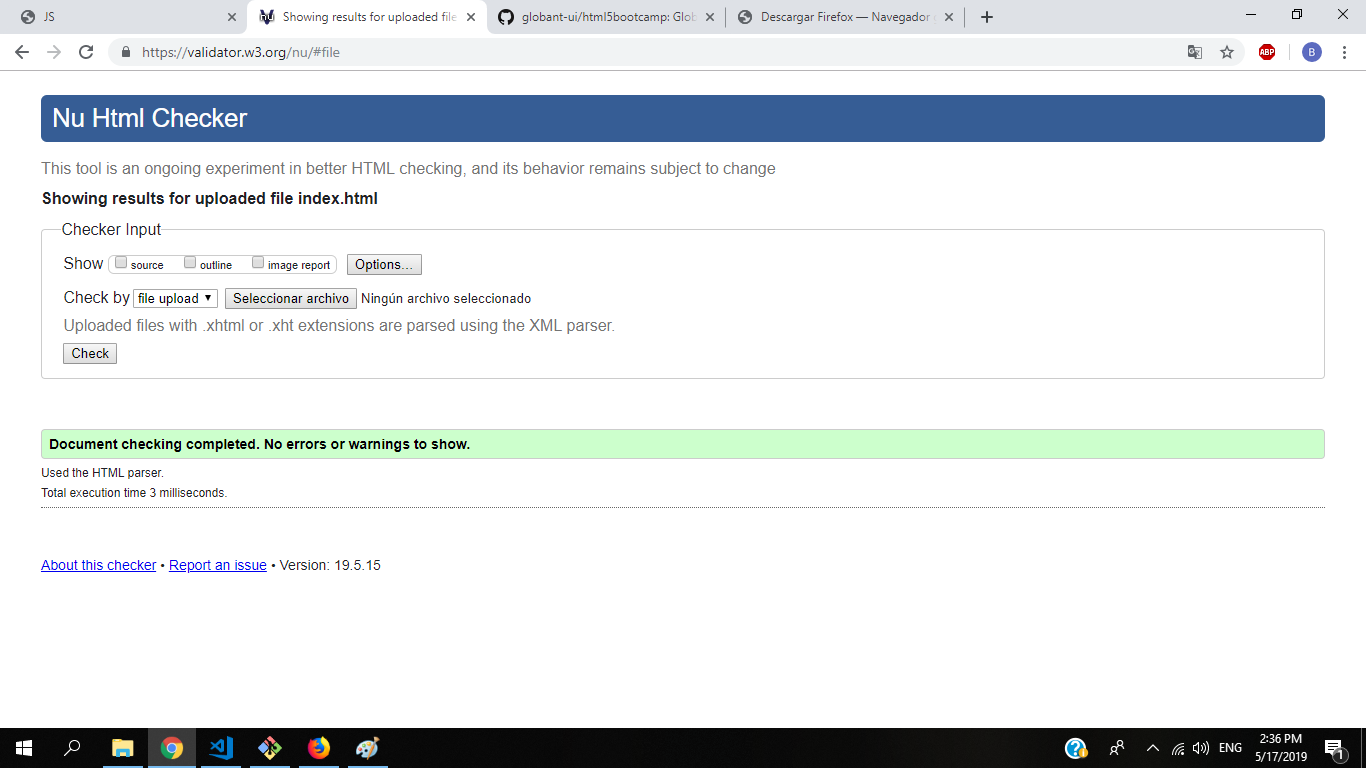 JS
Showing results for uploaded file
globant-ui/html5bootcamp: Glob
Descargar Firefox — Navegador
https://validator.w3.org/nu/#file
ABP
B
Nu Html Checker
This tool is an ongoing experiment in better HTML checking, and its behavior remains subject to change
Showing results for uploaded file index.html
Checker Input
Show source outline image report Options...
Check by file upload Seleccionar archivo Ningún archivo seleccionado
Uploaded files with .xhtml or .xht extensions are parsed using the XML parser.
Check
Document checking completed. No errors or warnings to show.
Used the HTML parser.
Total execution time 3 milliseconds.
About this checker • Report an issue • Version: 19.5.15
ENG
2:36 PM
5/17/2019
1